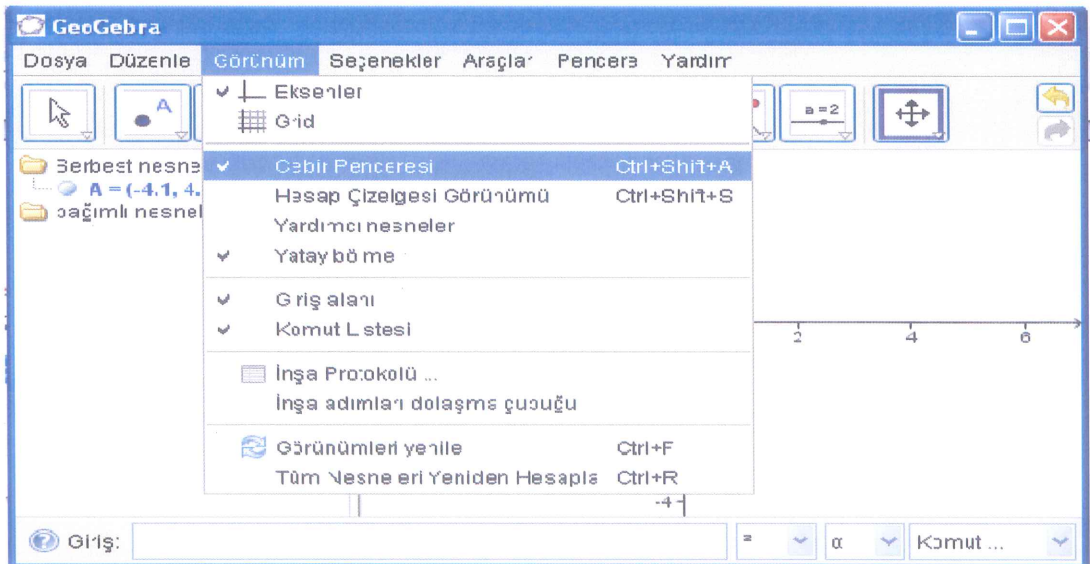 GeoGebra
Dosya Düzenle Görünüm Seçenekler Araçlar Pencere Yardım
A
a = 2
Eksenler
Grid
Serbest nesne
Cebir Penceresi Ctrl+Shift+A
A = (-4.1, 4.
Hesap Çizelgesi Görünümü Ctrl+Shift+S
bağımlı nesnel
Yardımcı nesneler
Yatay bölme
Giriş alanı
Komut Listesi
2 4 6
İnşa Protokolü ...
İnşa adımları dolaşma çubuğu
Görünümleri yenile Ctrl+F
Tüm Nesneleri Yeniden Hesapla Ctrl+R
-4
Giriş: α Komut ...